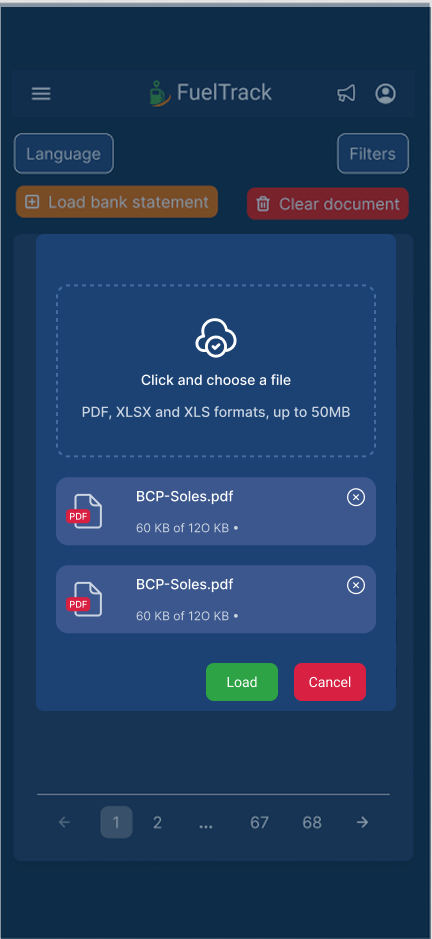 FuelTrack
Language
Filters
Load bank statement
Clear document
Click and choose a file
PDF, XLSX and XLS formats, up to 50MB
BCP-Soles.pdf
PDF
60 KB of 120 KB •
BCP-Soles.pdf
PDF
60 KB of 120 KB •
Load
Cancel
1 2 ... 67 68